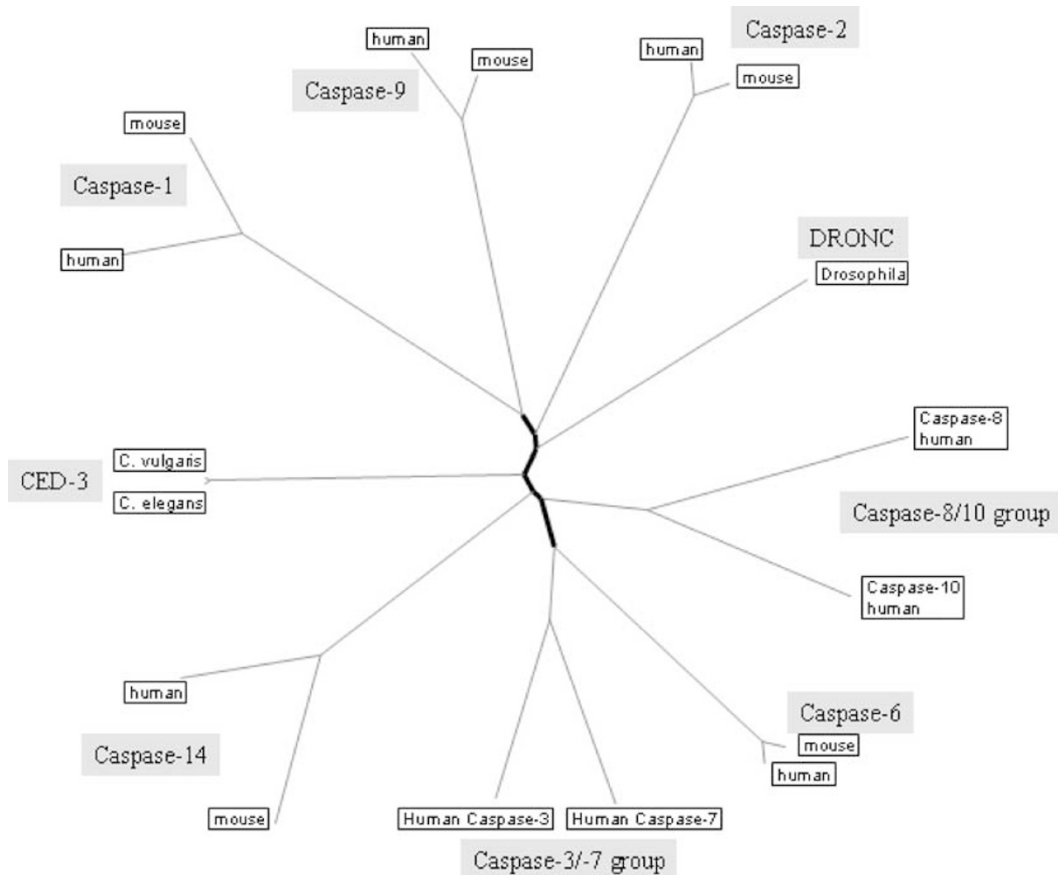 Caspase-2
human
mouse
human
mouse
Caspase-9
mouse
Caspase-1
human
DRONC
Drosophila
Caspase-8
human
Caspase-8/10 group
Caspase-10
human
C. vulgaris
CED-3
C. elegans
Caspase-6
mouse
human
human
Caspase-14
mouse
Human Caspase-3
Human Caspase-7
Caspase-3/-7 group